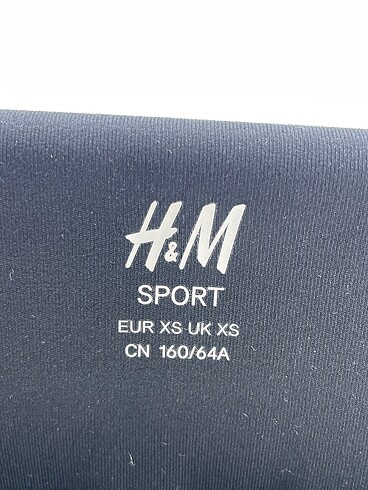 H&M
SPORT
EUR XS UK XS
CN 160/64A